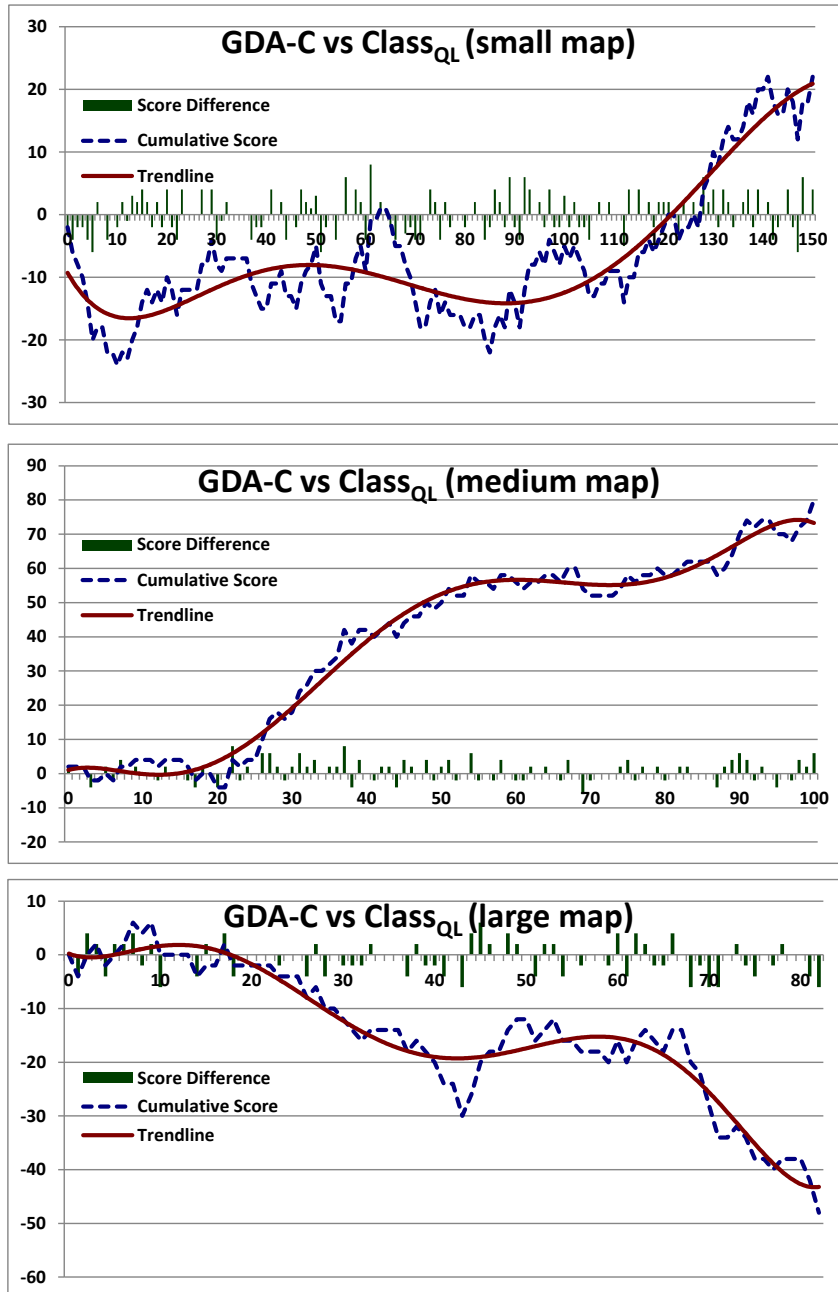 GDA-C vs Class_QL (small map)
30
20
10
0
-10
-20
-30
Score Difference
Cumulative Score
Trendline
0 10 20 30 40 50 60 70 80 90 100 110 120 130 140 150
GDA-C vs Class_QL (medium map)
90
80
70
60
50
40
30
20
10
0
-10
-20
Score Difference
Cumulative Score
Trendline
0 10 20 30 40 50 60 70 80 90 100
GDA-C vs Class_QL (large map)
10
0
-10
-20
-30
-40
-50
-60
0 10 20 30 40 50 60 70 80
Score Difference
Cumulative Score
Trendline